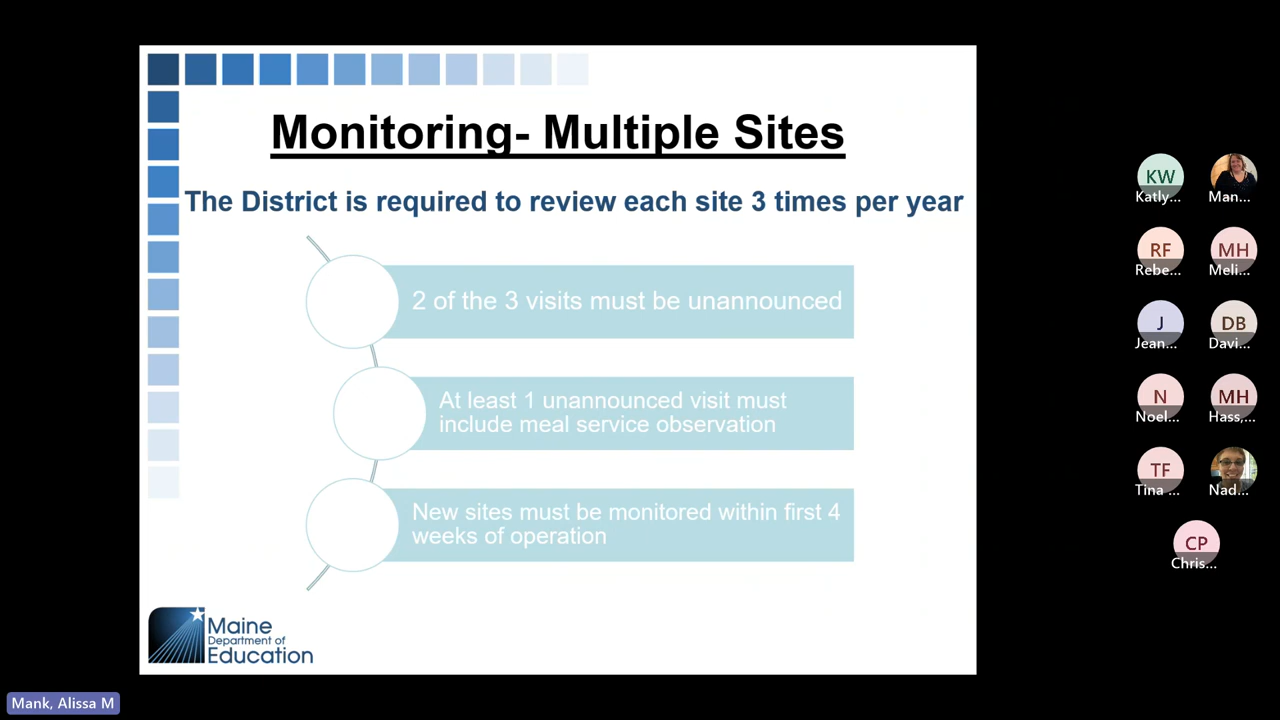 Monitoring- Multiple Sites
The District is required to review each site 3 times per year
2 of the 3 visits must be unannounced
At least 1 unannounced visit must
include meal service observation
New sites must be monitored within first 4
weeks of operation
Maine
Department of
Education
KW
Katly...
Man...
RF
Rebe...
MH
Meli...
J
Jean...
DB
Davi...
N
Noel...
MH
Hass,...
TF
Tina ...
Nad...
CP
Chris...
Mank, Alissa M